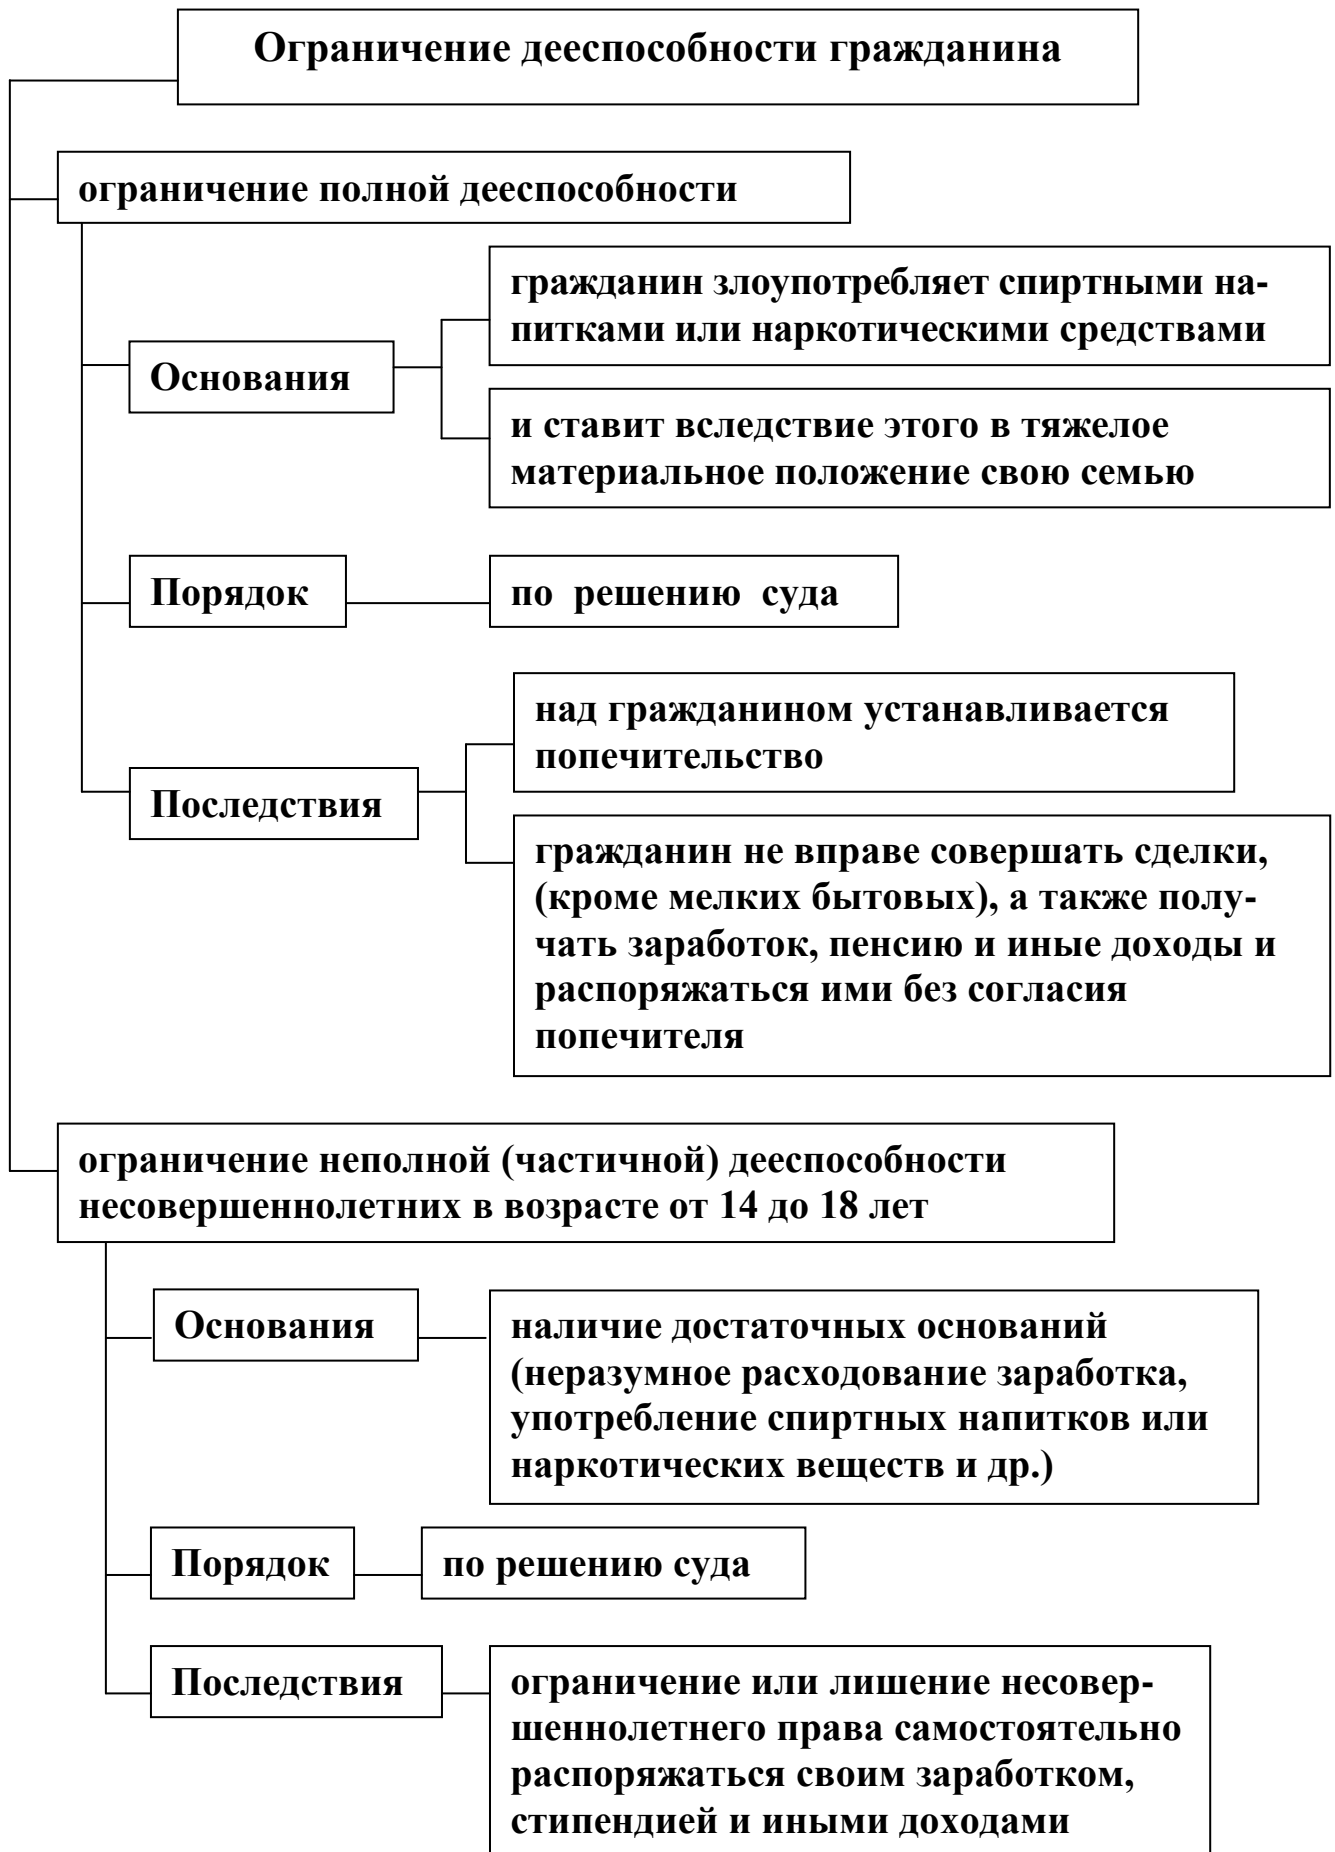 Ограничение дееспособности гражданина
ограничение полной дееспособности
гражданин злоупотребляет спиртными на-
питками или наркотическими средствами
Основания
и ставит вследствие этого в тяжелое
материальное положение свою семью
Порядок
по решению суда
над гражданином устанавливается
попечительство
Последствия
гражданин не вправе совершать сделки,
(кроме мелких бытовых), а также полу-
чать заработок, пенсию и иные доходы и
распоряжаться ими без согласия
попечителя
ограничение неполной (частичной) дееспособности
несовершеннолетних в возрасте от 14 до 18 лет
Основания
наличие достаточных оснований
(неразумное расходование заработка,
употребление спиртных напитков или
наркотических веществ и др.)
Порядок
по решению суда
Последствия
ограничение или лишение несовер-
шеннолетнего права самостоятельно
распоряжаться своим заработком,
стипендией и иными доходами